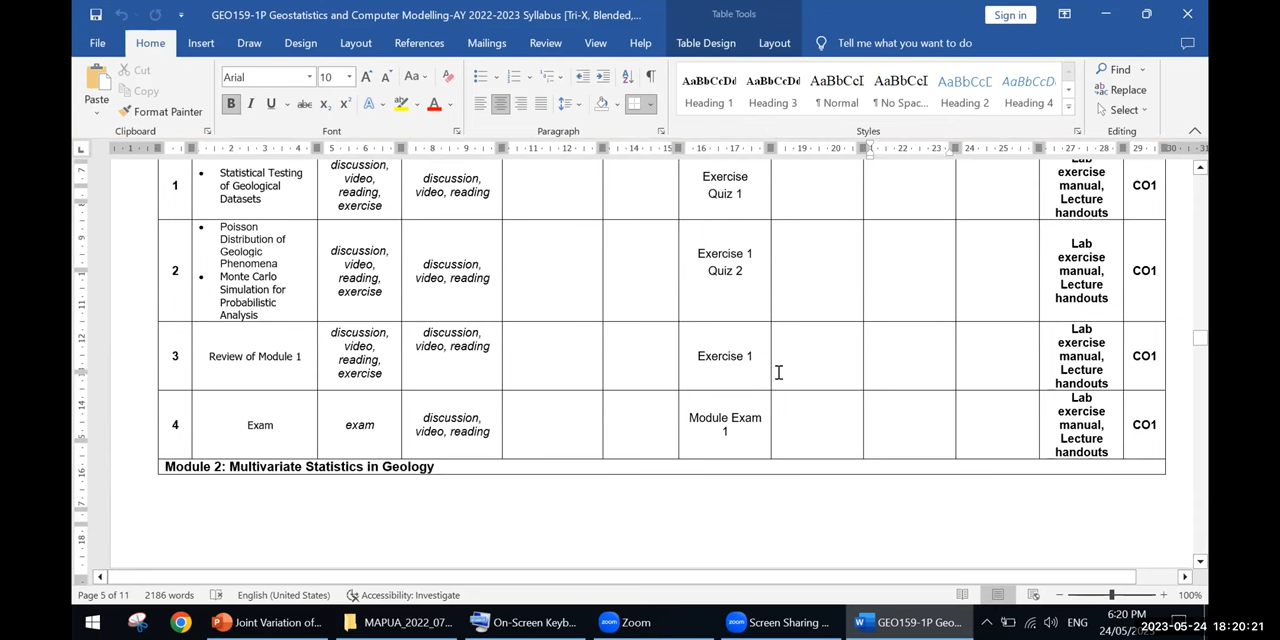 GEO159-1P Geostatistics and Computer Modelling-AY 2022-2023 Syllabus [Tri-X, Blended,...
Table Tools
Sign in
File Home Insert Draw Design Layout References Mailings Review View Help Table Design Layout Tell me what you want to do
Paste
Cut
Copy
Format Painter
Clipboard
Arial 10
Font
Paragraph
AaBbCcDd Heading 1
AaBbCcDd Heading 3
AaBbCcI ¶ Normal
AaBbCcI ¶ No Spac...
AaBbCcD Heading 2
AaBbCcD Heading 4
Styles
Find
Replace
Select
Editing
1
Statistical Testing
of Geological
Datasets
discussion,
video,
reading,
exercise
discussion,
video, reading
Exercise
Quiz 1
Lab
exercise
manual,
Lecture
handouts
CO1
2
Poisson
Distribution of
Geologic
Phenomena
Monte Carlo
Simulation for
Probabilistic
Analysis
discussion,
video,
reading,
exercise
discussion,
video, reading
Exercise 1
Quiz 2
Lab
exercise
manual,
Lecture
handouts
CO1
3
Review of Module 1
discussion,
video,
reading,
exercise
discussion,
video, reading
Exercise 1
Lab
exercise
manual,
Lecture
handouts
CO1
4
Exam
exam
discussion,
video, reading
Module Exam
1
Lab
exercise
manual,
Lecture
handouts
CO1
Module 2: Multivariate Statistics in Geology
Page 5 of 11 2186 words English (United States) Accessibility: Investigate 100%
Joint Variation of... MAPUA_2022_07... On-Screen Keyb... Zoom Screen Sharing ... GEO159-1P Geo... ENG 6:20 PM
2023-05-24 18:20:21